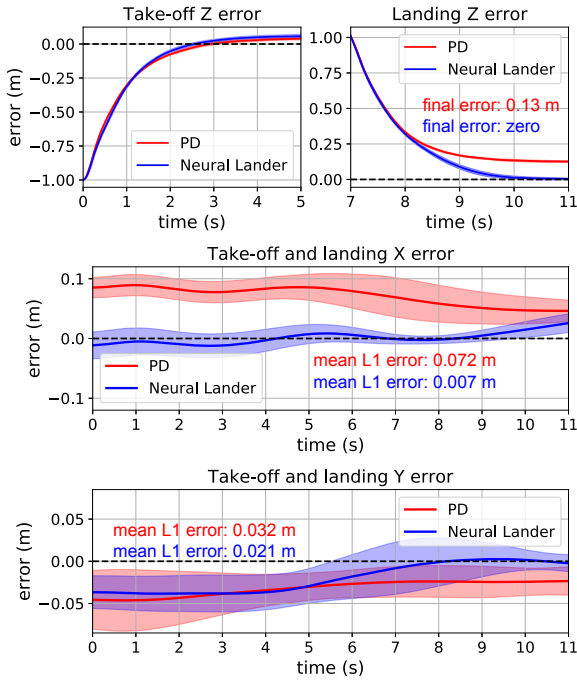 Take-off Z error
Landing Z error
error (m)
0.00
−0.25
−0.50
−0.75
−1.00
PD
Neural Lander
0 1 2 3 4 5
time (s)
1.00
0.75
0.50
0.25
0.00
PD
Neural Lander
final error: 0.13 m
final error: zero
7 8 9 10 11
time (s)
Take-off and landing X error
error (m)
0.1
0.0
−0.1
PD
Neural Lander
mean L1 error: 0.072 m
mean L1 error: 0.007 m
0 1 2 3 4 5 6 7 8 9 10 11
time (s)
Take-off and landing Y error
error (m)
0.05
0.00
−0.05
mean L1 error: 0.032 m
mean L1 error: 0.021 m
PD
Neural Lander
0 1 2 3 4 5 6 7 8 9 10 11
time (s)